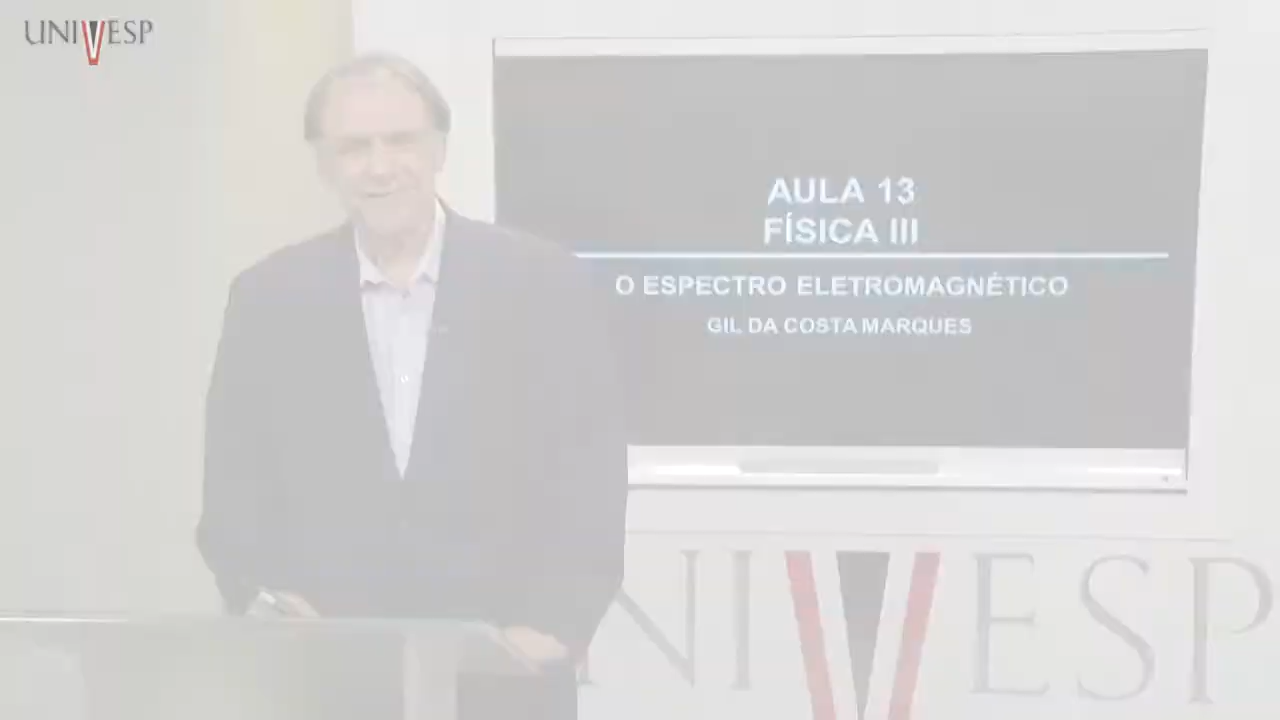 UNIVESP
AULA 13
FÍSICA III
O ESPECTRO ELETROMAGNÉTICO
GIL DA COSTA MARQUES
UNIVESP